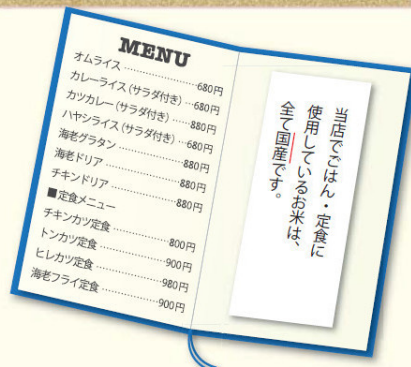 MENU
オムライス ……………… 680円
カレーライス (サラダ付き) … 680円
カツカレー (サラダ付き) …… 880円
ハヤシライス (サラダ付き) … 680円
海老グラタン …………… 880円
海老ドリア ……………… 880円
チキンドリア …………… 880円
■定食メニュー
チキンカツ定食 ………… 800円
トンカツ定食 …………… 900円
ヒレカツ定食 …………… 980円
海老フライ定食 ………… 900円
当店でごはん・定食に
使用しているお米は、
全て国産です。